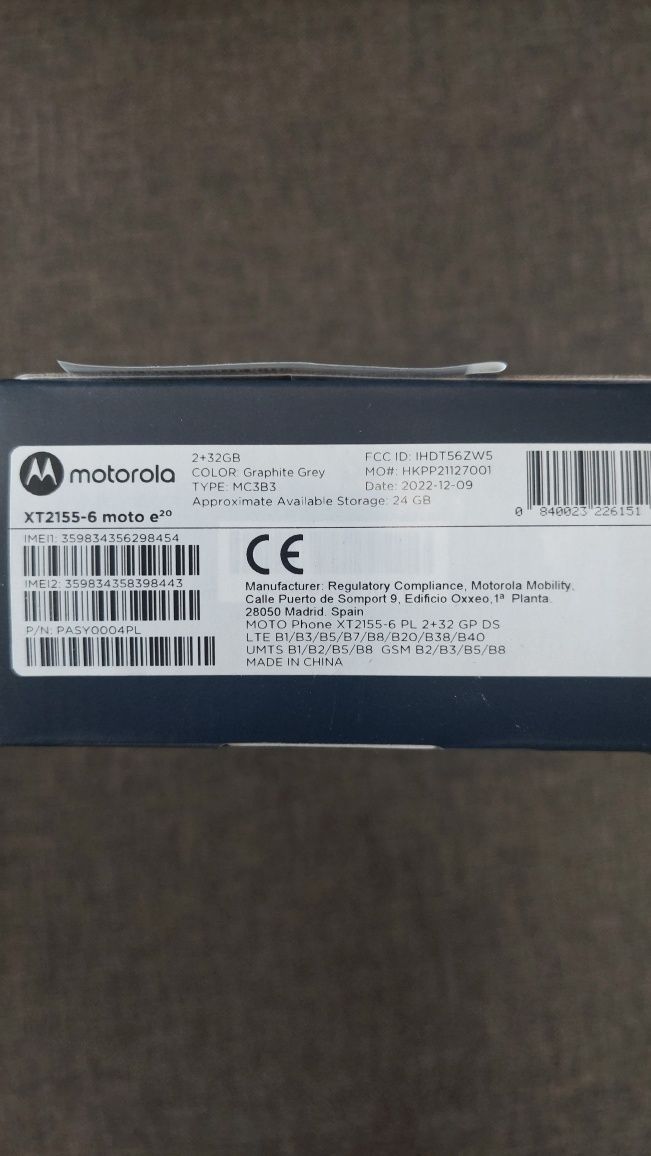 motorola
2+32GB
COLOR: Graphite Grey
TYPE: MC3B3
Approximate Available Storage: 24 GB
FCC ID: IHDT56ZW5
MO#: HKPP21127001
Date: 2022-12-09
0 840023 226151
XT2155-6 moto e²⁰
IMEI1: 359834356298454
IMEI2: 359834358398443
P/N: PASY0004PL
CE
Manufacturer: Regulatory Compliance, Motorola Mobility,
Calle Puerto de Somport 9, Edificio Oxxeo,1ª Planta.
28050 Madrid. Spain
MOTO Phone XT2155-6 PL 2+32 GP DS
LTE B1/B3/B5/B7/B8/B20/B38/B40
UMTS B1/B2/B5/B8 GSM B2/B3/B5/B8
MADE IN CHINA